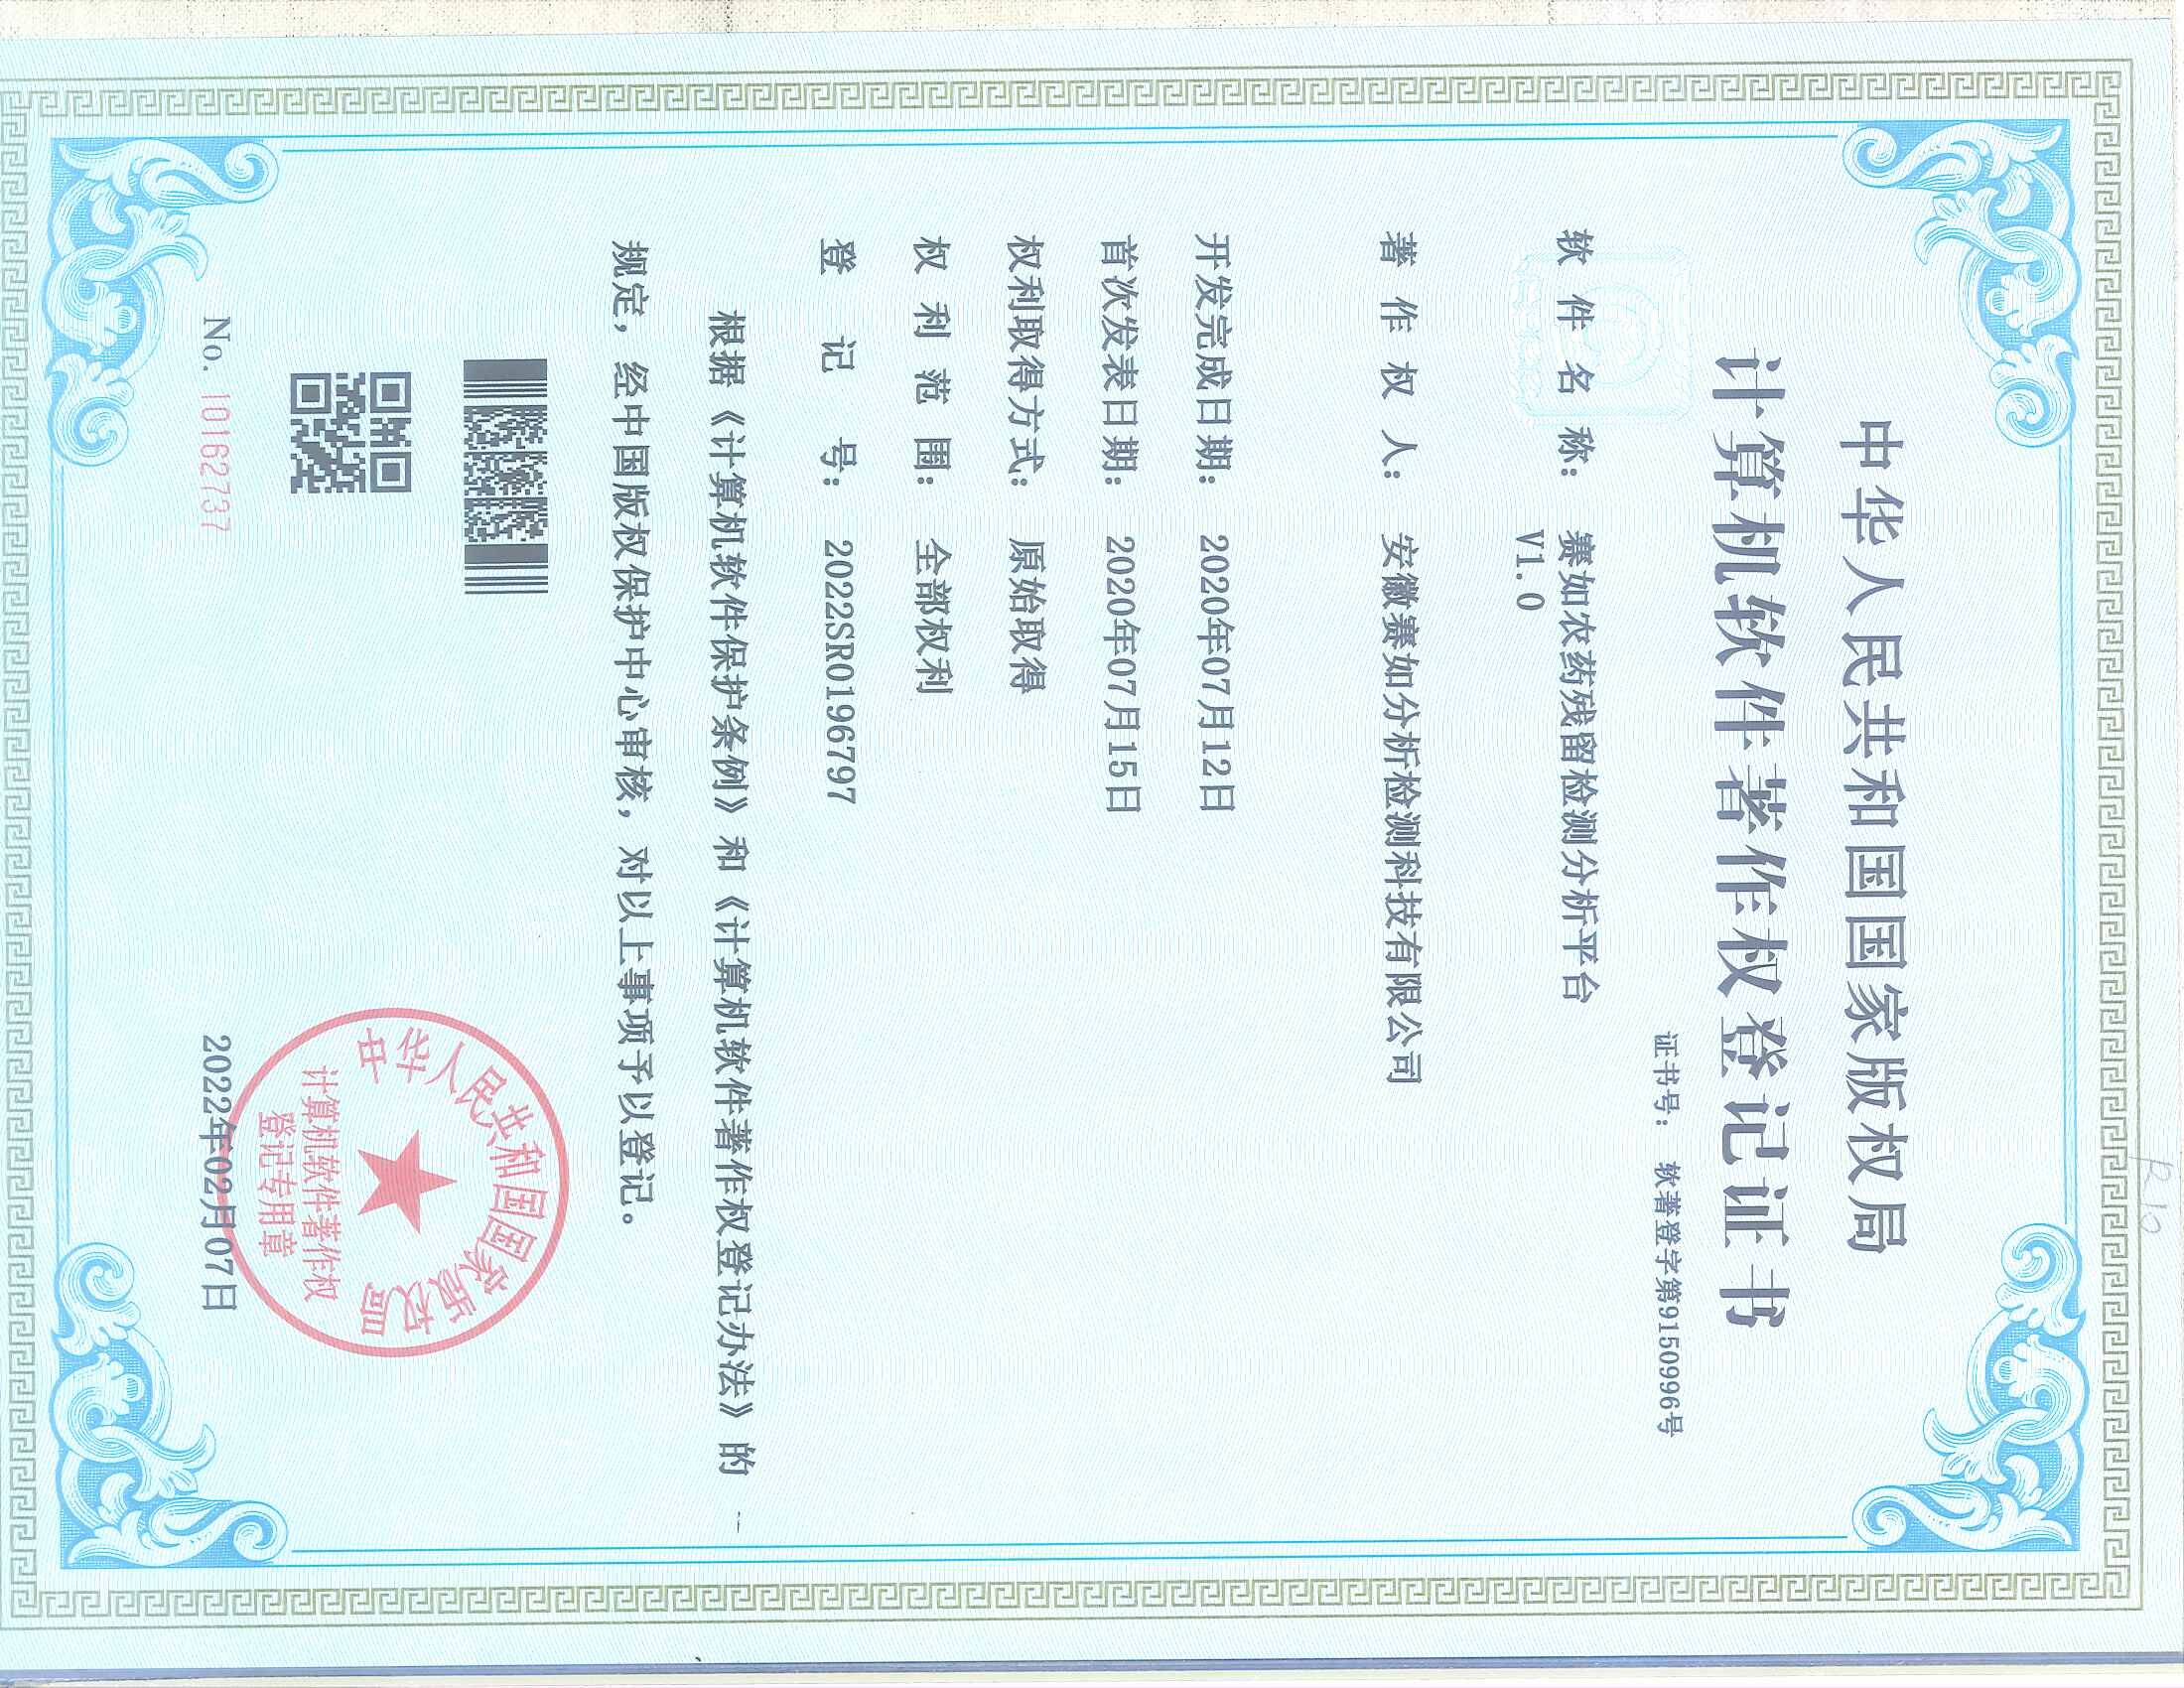 中华人民共和国国家版权局
计算机软件著作权登记证书
证书号: 软著登字第9150996号
软件名称: 赛如农药残留检测分析平台
V1.0
著作权人: 安徽赛如分析检测科技有限公司
开发完成日期: 2020年07月12日
首次发表日期: 2020年07月15日
权利取得方式: 原始取得
权利范围: 全部权利
登记号: 2022SR0196797
根据《计算机软件保护条例》和《计算机软件著作权登记办法》的
规定，经中国版权保护中心审核，对以上事项予以登记。
中华人民共和国国家版权局
计算机软件著作权
登记专用章
No. 10162737
2022年02月07日